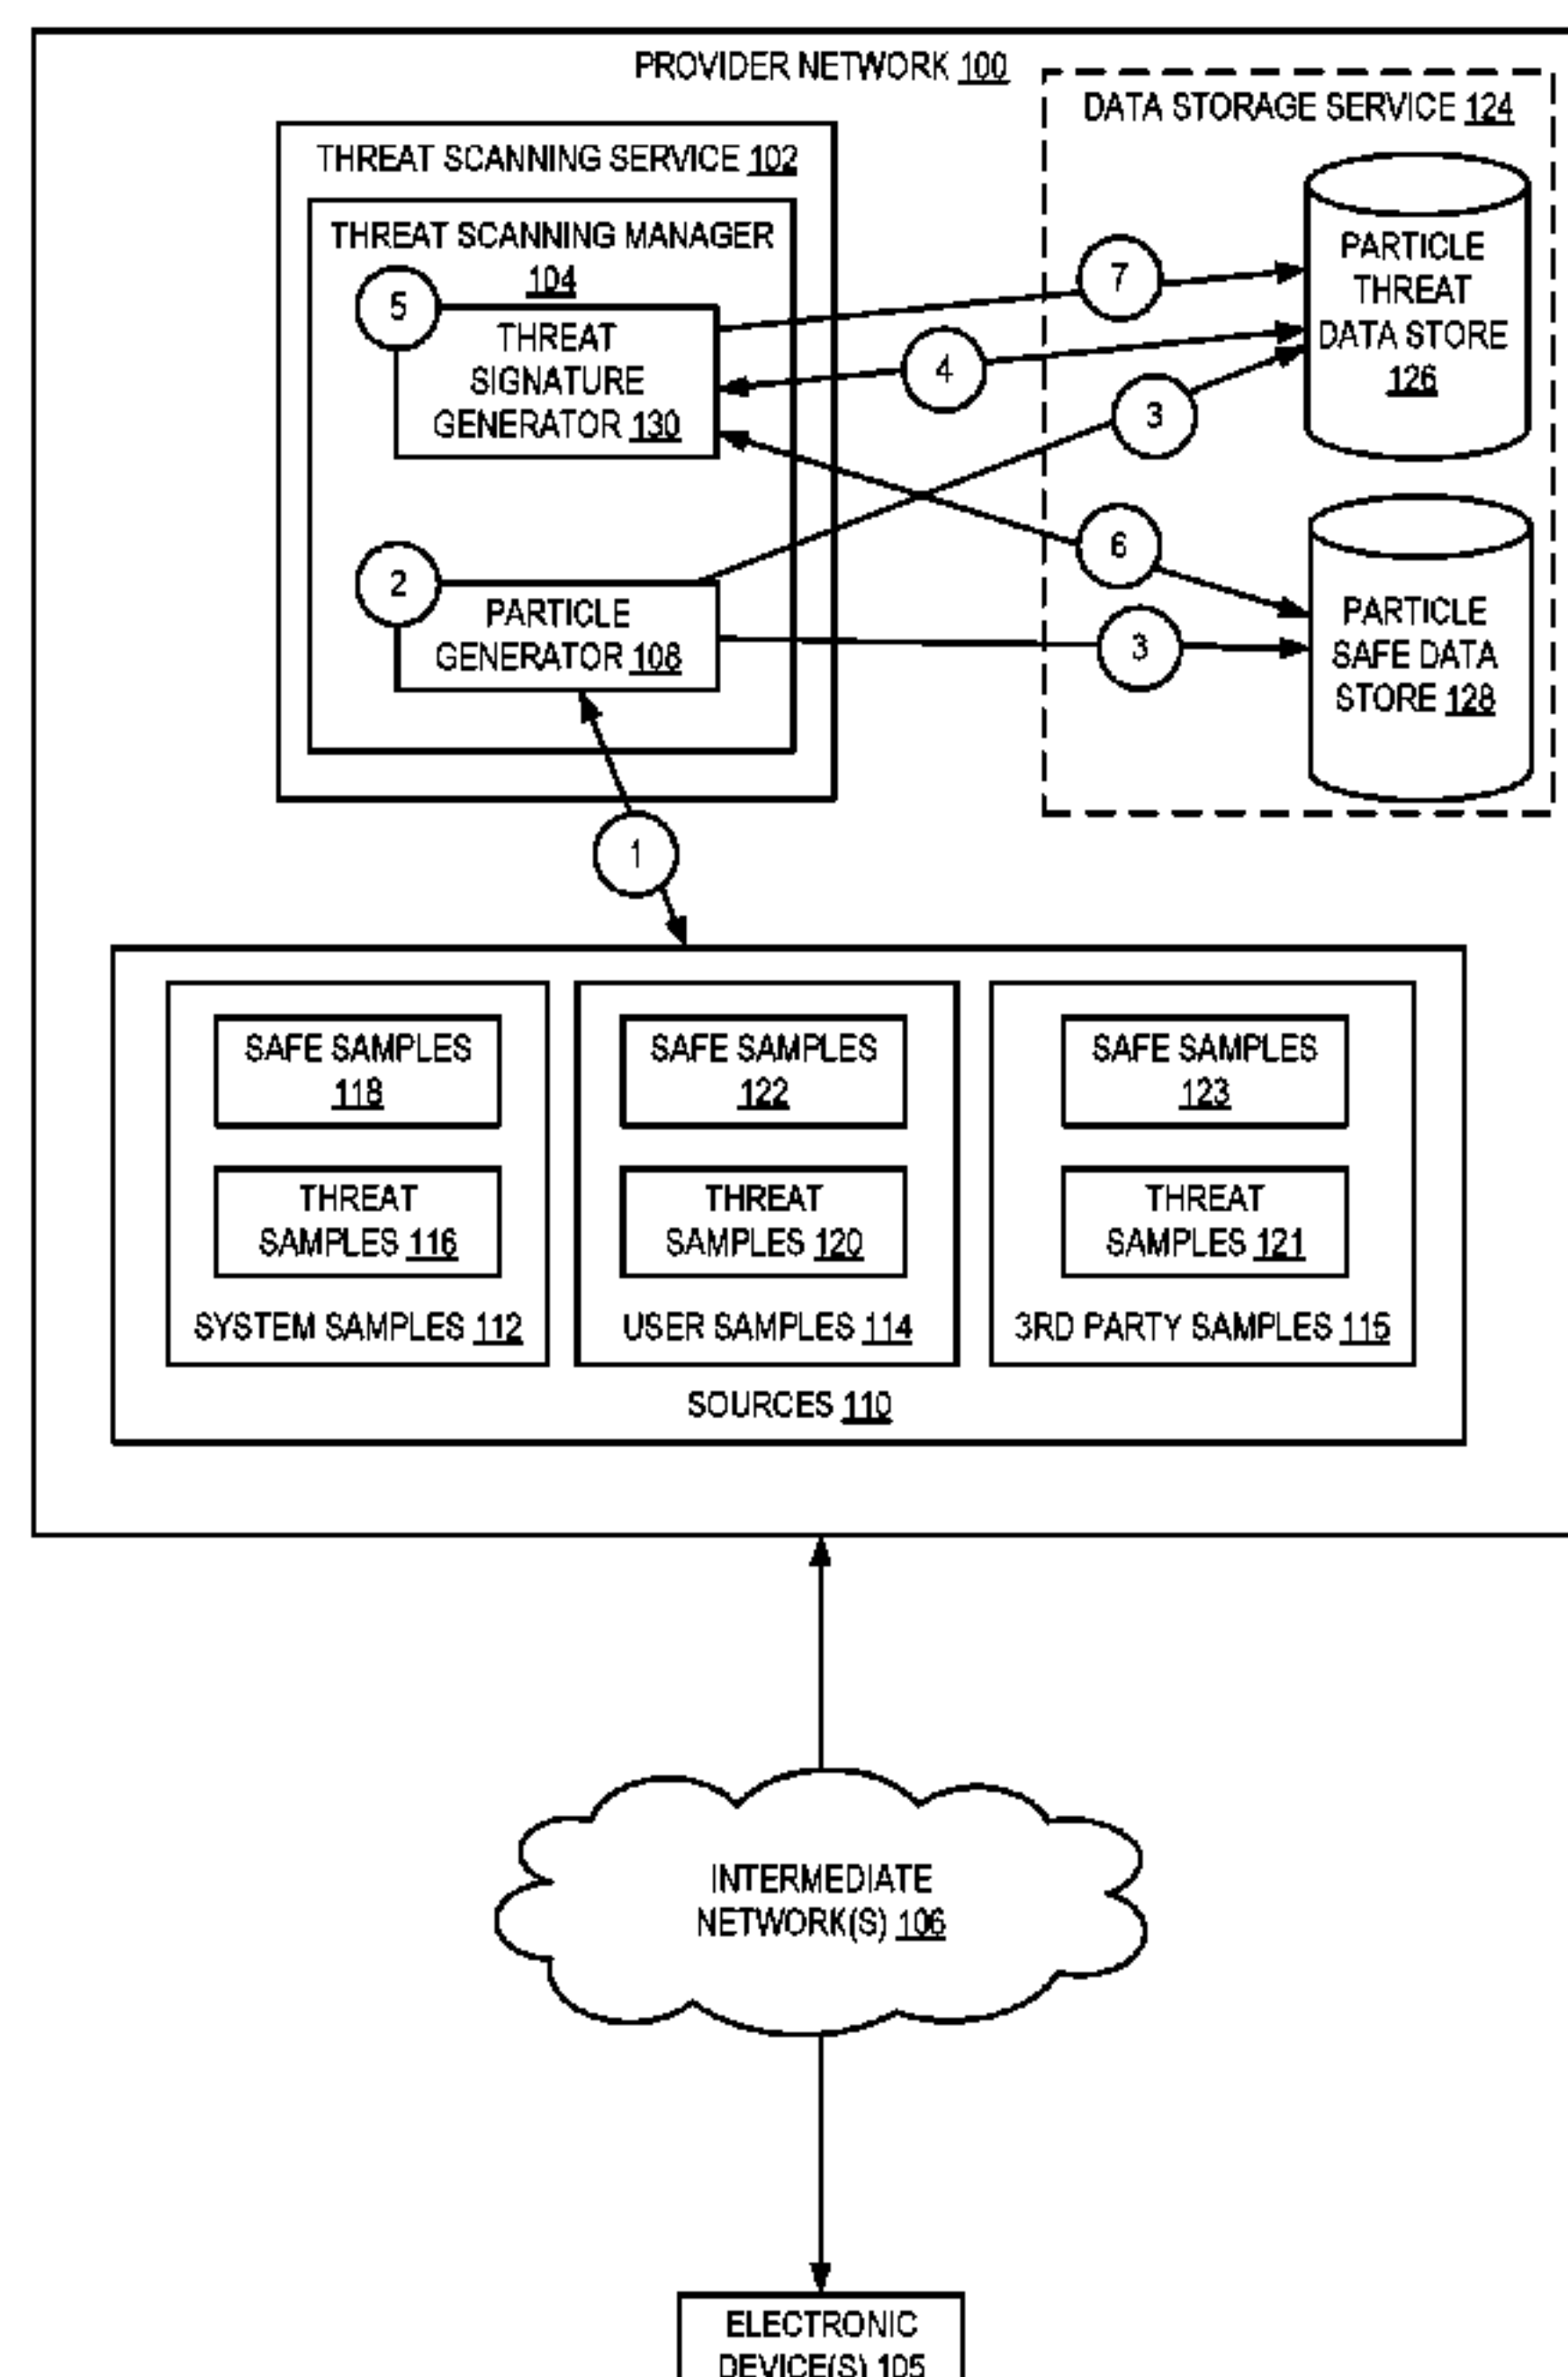 PROVIDER NETWORK 100
DATA STORAGE SERVICE 124
THREAT SCANNING SERVICE 102
THREAT SCANNING MANAGER
104
5
THREAT
SIGNATURE
GENERATOR 130
7
4
3
PARTICLE
THREAT
DATA STORE
126
2
PARTICLE
GENERATOR 108
6
3
PARTICLE
SAFE DATA
STORE 128
1
SAFE SAMPLES
118
THREAT
SAMPLES 116
SYSTEM SAMPLES 112
SAFE SAMPLES
122
THREAT
SAMPLES 120
USER SAMPLES 114
SAFE SAMPLES
123
THREAT
SAMPLES 121
3RD PARTY SAMPLES 115
SOURCES 110
INTERMEDIATE
NETWORK(S) 106
ELECTRONIC
DEVICE(S) 105